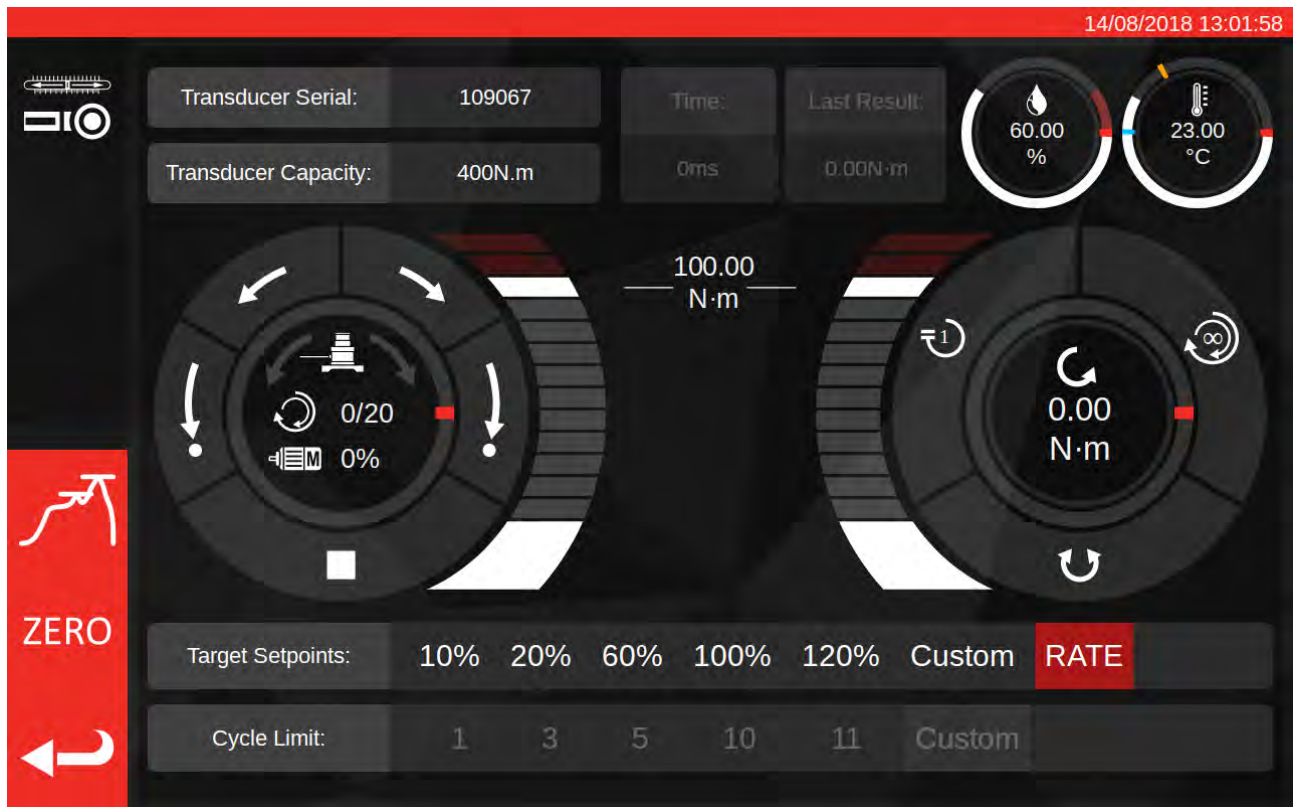 14/08/2018 13:01:58
Transducer Serial: 109067
Time:
Last Result:
60.00
%
23.00
°C
Transducer Capacity: 400N.m
0ms
0.00N·m
100.00
N·m
1
∞
0/20
M 0%
0.00
N·m
ZERO
Target Setpoints: 10% 20% 60% 100% 120% Custom RATE
Cycle Limit: 1 3 5 10 11 Custom